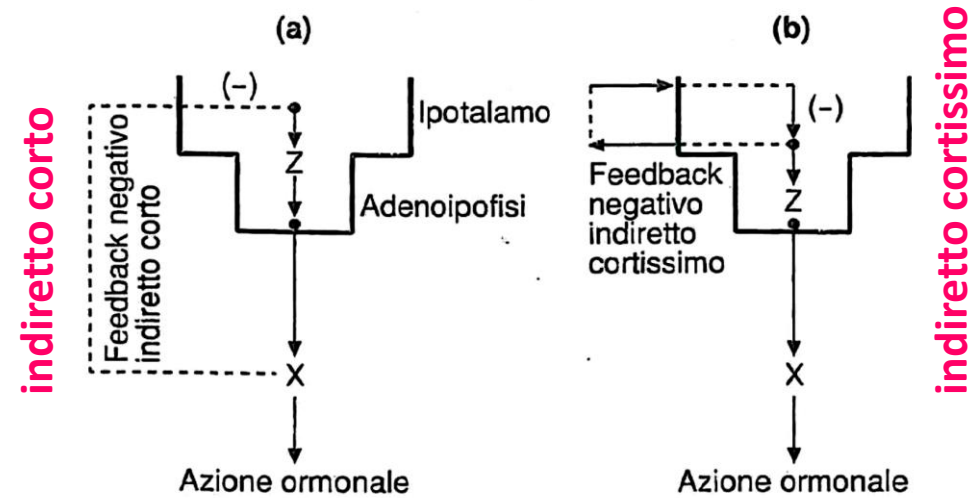 indiretto corto
(a)
(−)
Ipotalamo
Z
Adenoipofisi
Feedback negativo
indiretto corto
X
Azione ormonale
(b)
(−)
Feedback
negativo
indiretto
cortissimo
Z
X
Azione ormonale
indiretto cortissimo